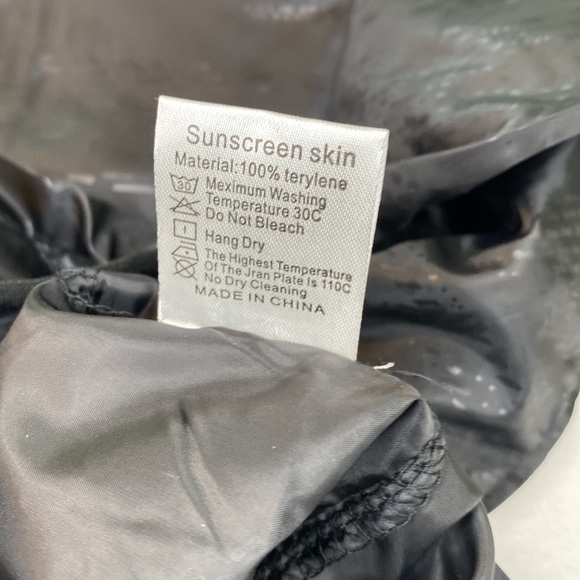 Sunscreen skin
Material:100% terylene
30
Meximum Washing
Temperature 30C
Do Not Bleach
Hang Dry
The Highest Temperature
Of The Jran Plate Is 110C
No Dry Cleaning
MADE IN CHINA